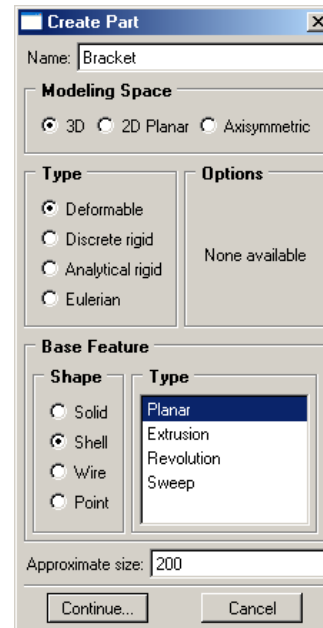 Create Part
Name: Bracket
Modeling Space
3D 2D Planar Axisymmetric
Type
Deformable
Discrete rigid
Analytical rigid
Eulerian
Options
None available
Base Feature
Shape
Solid
Shell
Wire
Point
Type
Planar
Extrusion
Revolution
Sweep
Approximate size: 200
Continue... Cancel